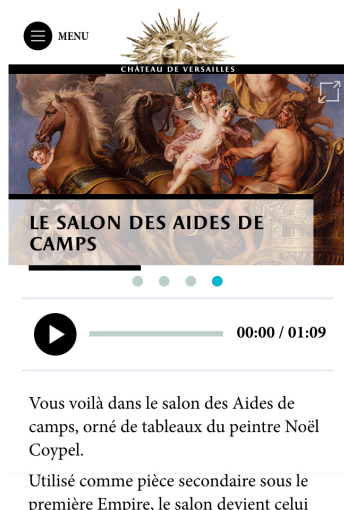 MENU
CHÂTEAU DE VERSAILLES
LE SALON DES AIDES DE
CAMPS
00:00 / 01:09
Vous voilà dans le salon des Aides de
camps, orné de tableaux du peintre Noël
Coypel.
Utilisé comme pièce secondaire sous le
première Empire, le salon devient celui